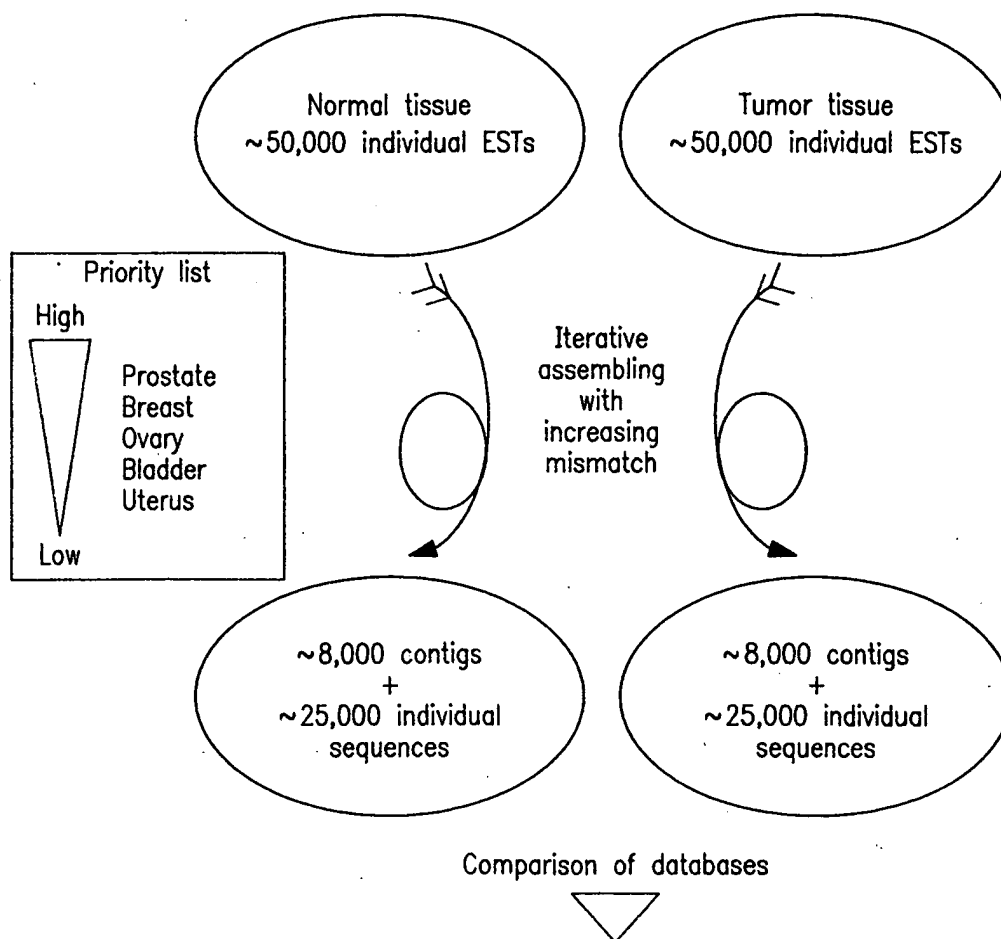 Normal tissue
~50,000 individual ESTs
Tumor tissue
~50,000 individual ESTs
Priority list
High
Prostate
Breast
Ovary
Bladder
Uterus
Low
Iterative
assembling
with
increasing
mismatch
~8,000 contigs
+
~25,000 individual
sequences
~8,000 contigs
+
~25,000 individual
sequences
Comparison of databases